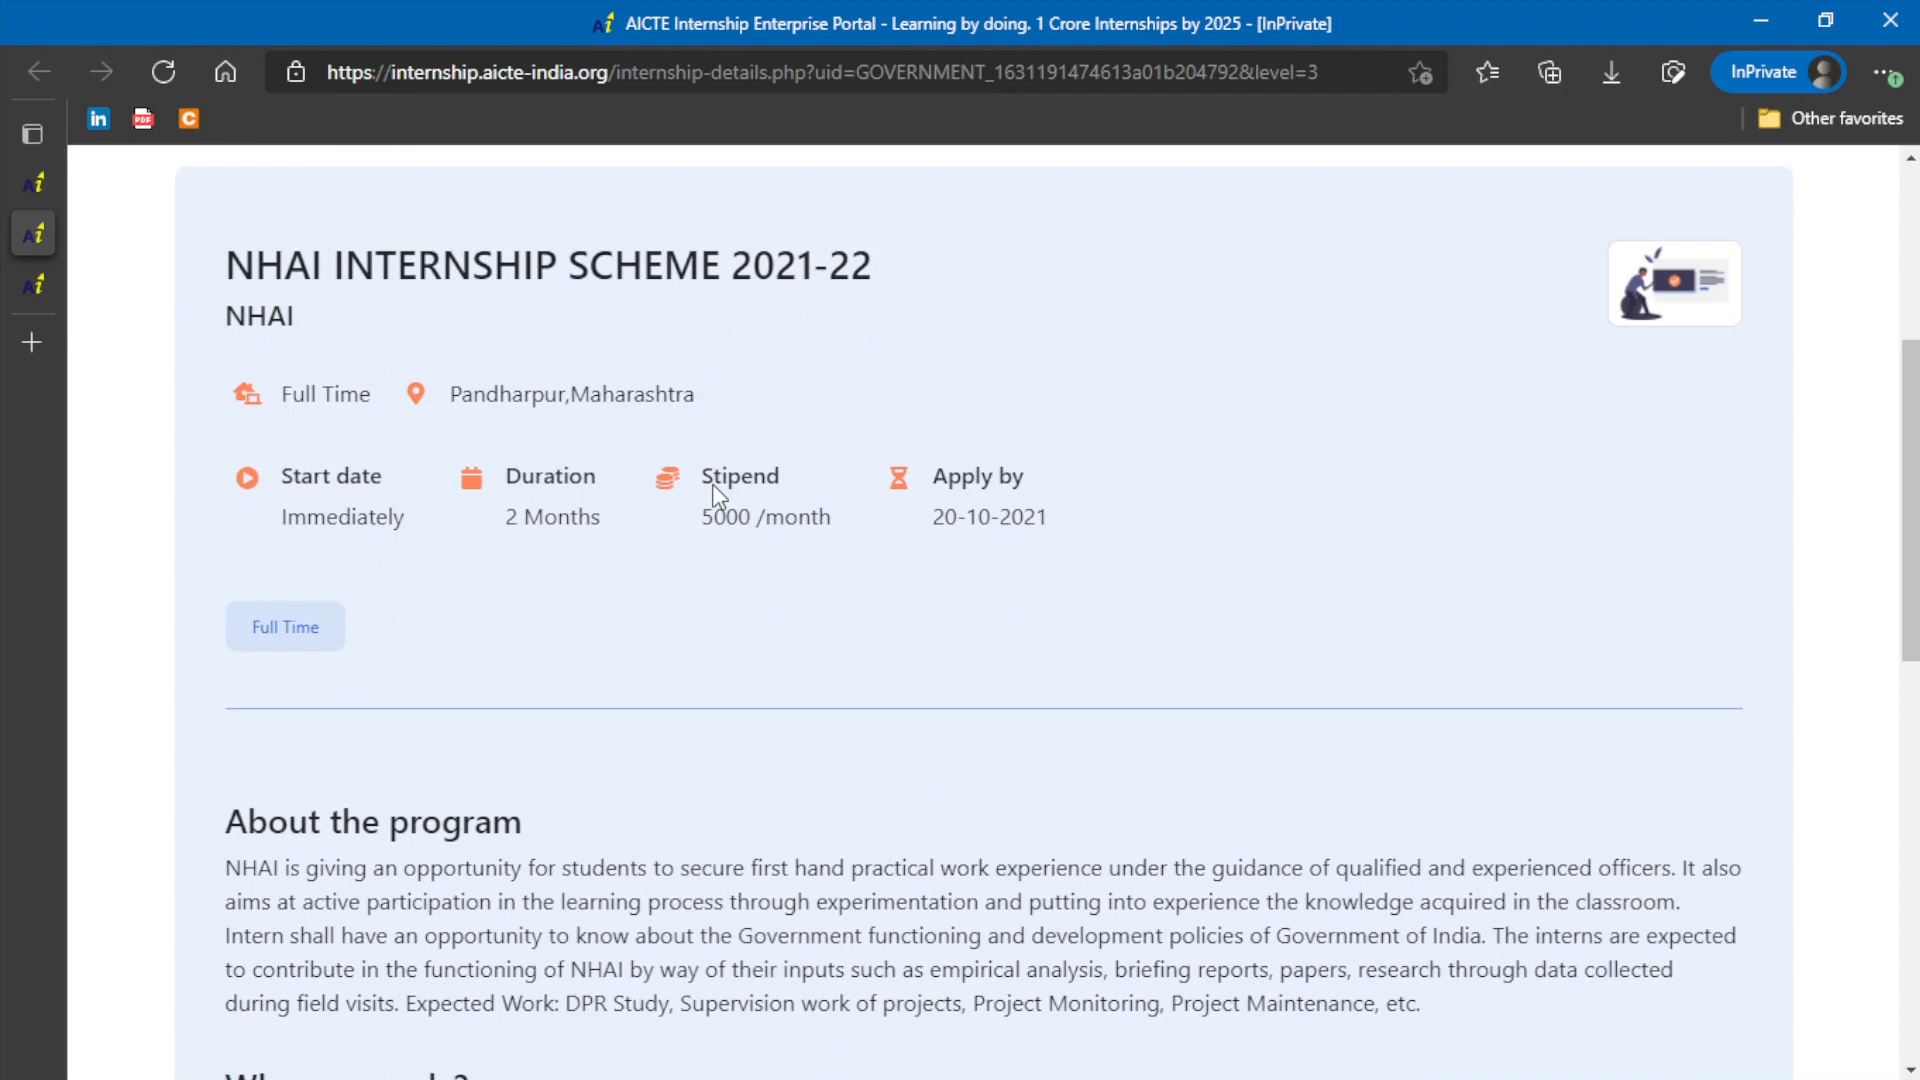 AICTE Internship Enterprise Portal - Learning by doing. 1 Crore Internships by 2025 - [InPrivate]
https://internship.aicte-india.org/internship-details.php?uid=GOVERNMENT_1631191474613a01b204792&level=3
InPrivate
in
PDF
C
Other favorites
NHAI INTERNSHIP SCHEME 2021-22
NHAI
Full Time Pandharpur,Maharashtra
Start date Duration Stipend Apply by
Immediately 2 Months 5000 /month 20-10-2021
Full Time
About the program
NHAI is giving an opportunity for students to secure first hand practical work experience under the guidance of qualified and experienced officers. It also
aims at active participation in the learning process through experimentation and putting into experience the knowledge acquired in the classroom.
Intern shall have an opportunity to know about the Government functioning and development policies of Government of India. The interns are expected
to contribute in the functioning of NHAI by way of their inputs such as empirical analysis, briefing reports, papers, research through data collected
during field visits. Expected Work: DPR Study, Supervision work of projects, Project Monitoring, Project Maintenance, etc.